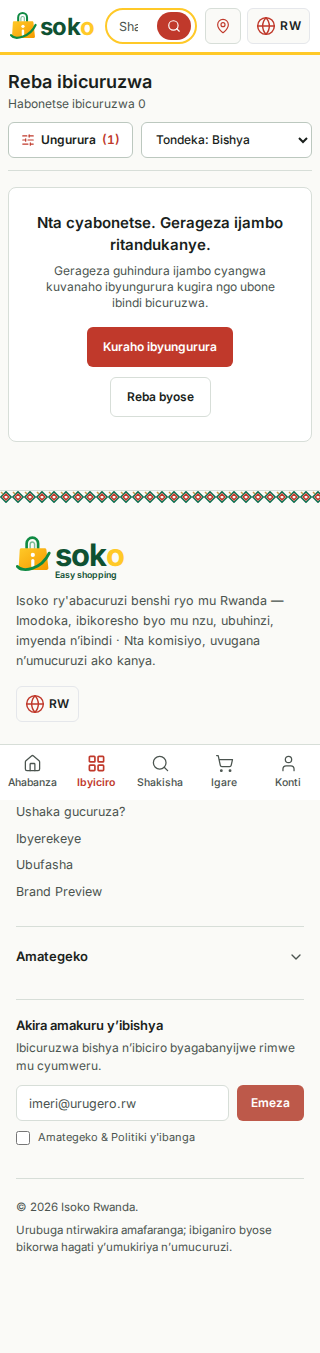 soko
Sha
RW
Reba ibicuruzwa
Habonetse ibicuruzwa 0
Ungurura (1)
Tondeka: Bishya
Nta cyabonetse. Gerageza ijambo
ritandukanye.
Gerageza guhindura ijambo cyangwa
kuvanaho ibyungurura kugira ngo ubone
ibindi bicuruzwa.
Kuraho ibyungurura
Reba byose
soko
Easy shopping
Isoko ry'abacuruzi benshi ryo mu Rwanda —
Imodoka, ibikoresho byo mu nzu, ubuhinzi,
imyenda n'ibindi · Nta komisiyo, uvugana
n'umucuruzi ako kanya.
RW
Ahabanza
Ibyiciro
Shakisha
Igare
Konti
Ushaka gucuruza?
Ibyerekeye
Ubufasha
Brand Preview
Amategeko
Akira amakuru y'ibishya
Ibicuruzwa bishya n'ibiciro byagabanyijwe rimwe
mu cyumweru.
imeri@urugero.rw
Emeza
Amategeko & Politiki y'ibanga
© 2026 Isoko Rwanda.
Urubuga ntirwakira amafaranga; ibiganiro byose
bikorwa hagati y'umukiriya n'umucuruzi.